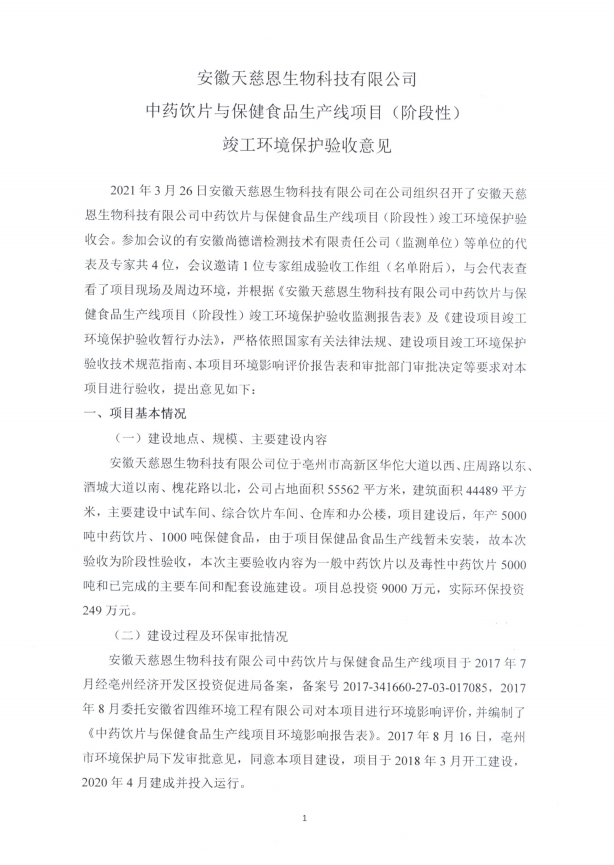 安徽天慈恩生物科技有限公司
中药饮片与保健食品生产线项目（阶段性）
竣工环境保护验收意见
2021 年 3 月 26 日安徽天慈恩生物科技有限公司在公司组织召开了安徽天慈
恩生物科技有限公司中药饮片与保健食品生产线项目（阶段性）竣工环境保护验
收会。参加会议的有安徽尚德谱检测技术有限责任公司（监测单位）等单位的代
表及专家共 4 位，会议邀请 1 位专家组成验收工作组（名单附后），与会代表查
看了项目现场及周边环境，并根据《安徽天慈恩生物科技有限公司中药饮片与保
健食品生产线项目（阶段性）竣工环境保护验收监测报告表》及《建设项目竣工
环境保护验收暂行办法》，严格依照国家有关法律法规、建设项目竣工环境保护
验收技术规范指南、本项目环境影响评价报告表和审批部门审批决定等要求对本
项目进行验收，提出意见如下：
一、项目基本情况
（一）建设地点、规模、主要建设内容
安徽天慈恩生物科技有限公司位于亳州市高新区华佗大道以西、庄周路以东、
酒城大道以南、槐花路以北，公司占地面积 55562 平方米，建筑面积 44489 平方
米，主要建设中试车间、综合饮片车间、仓库和办公楼，项目建设后，年产 5000
吨中药饮片、1000 吨保健食品，由于项目保健品食品生产线暂未安装，故本次
验收为阶段性验收，本次主要验收内容为一般中药饮片以及毒性中药饮片 5000
吨和已完成的主要车间和配套设施建设。项目总投资 9000 万元，实际环保投资
249 万元。
（二）建设过程及环保审批情况
安徽天慈恩生物科技有限公司中药饮片与保健食品生产线项目于 2017 年 7
月经亳州经济开发区投资促进局备案，备案号 2017-341660-27-03-017085，2017
年 8 月委托安徽省四维环境工程有限公司对本项目进行环境影响评价，并编制了
《中药饮片与保健食品生产线项目环境影响报告表》。2017 年 8 月 16 日，亳州
市环境保护局下发审批意见，同意本项目建设，项目于 2018 年 3 月开工建设，
2020 年 4 月建成并投入运行。
1